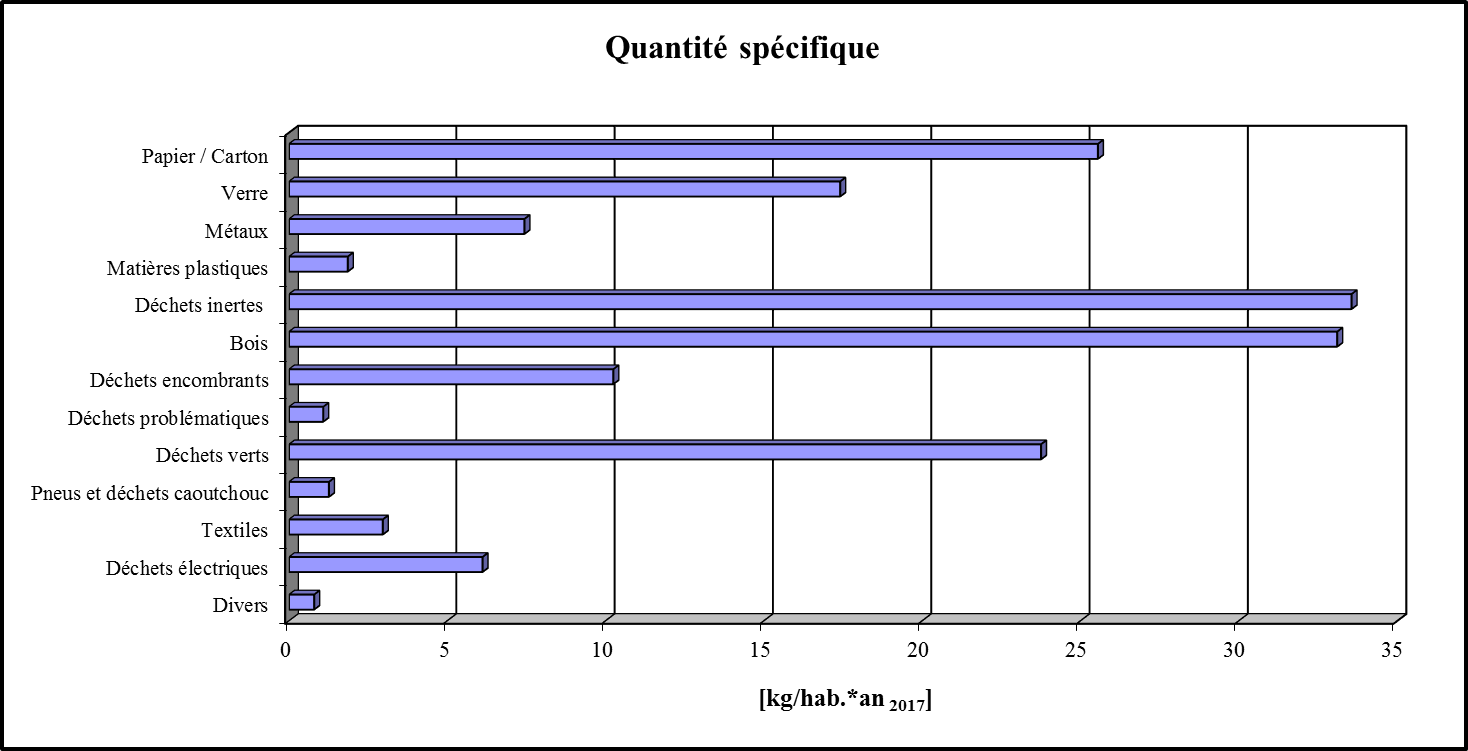 Quantité spécifique
Papier / Carton
Verre
Métaux
Matières plastiques
Déchets inertes
Bois
Déchets encombrants
Déchets problématiques
Déchets verts
Pneus et déchets caoutchouc
Textiles
Déchets électriques
Divers
0 5 10 15 20 25 30 35
[kg/hab.*an 2017]